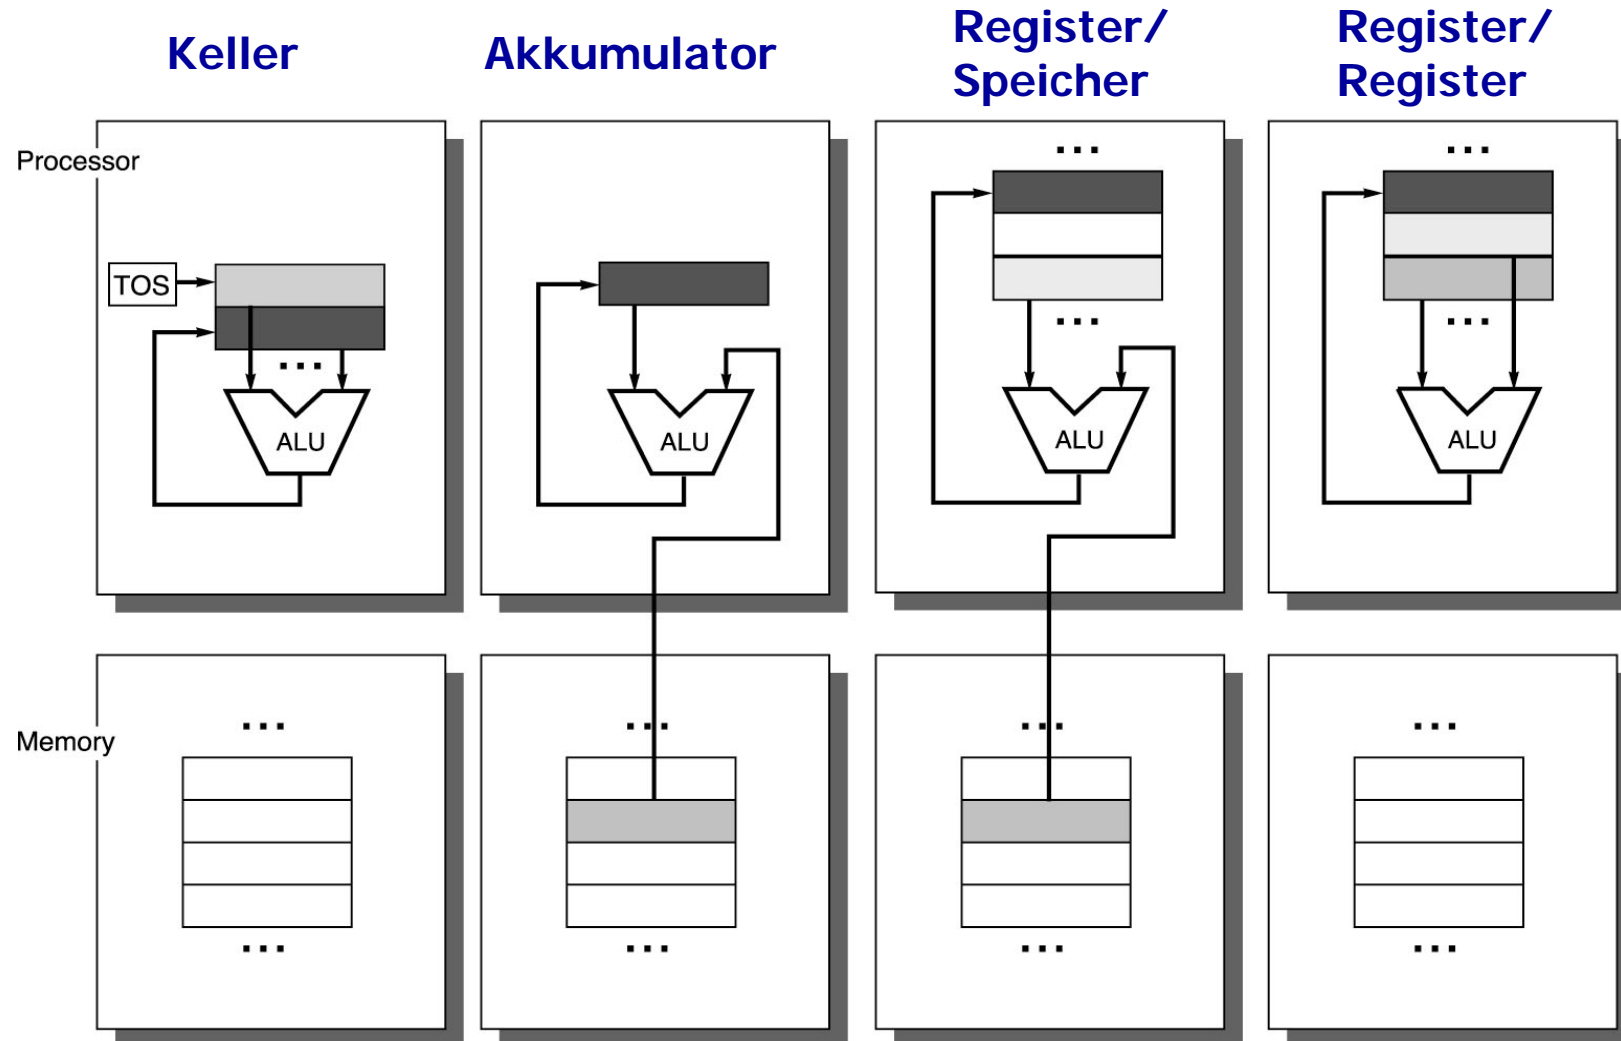 Keller
Akkumulator
Register/
Speicher
Register/
Register
Processor
...
...
TOS
...
...
...
ALU
ALU
ALU
ALU
Memory
...
...
...
...
...
...
...
...